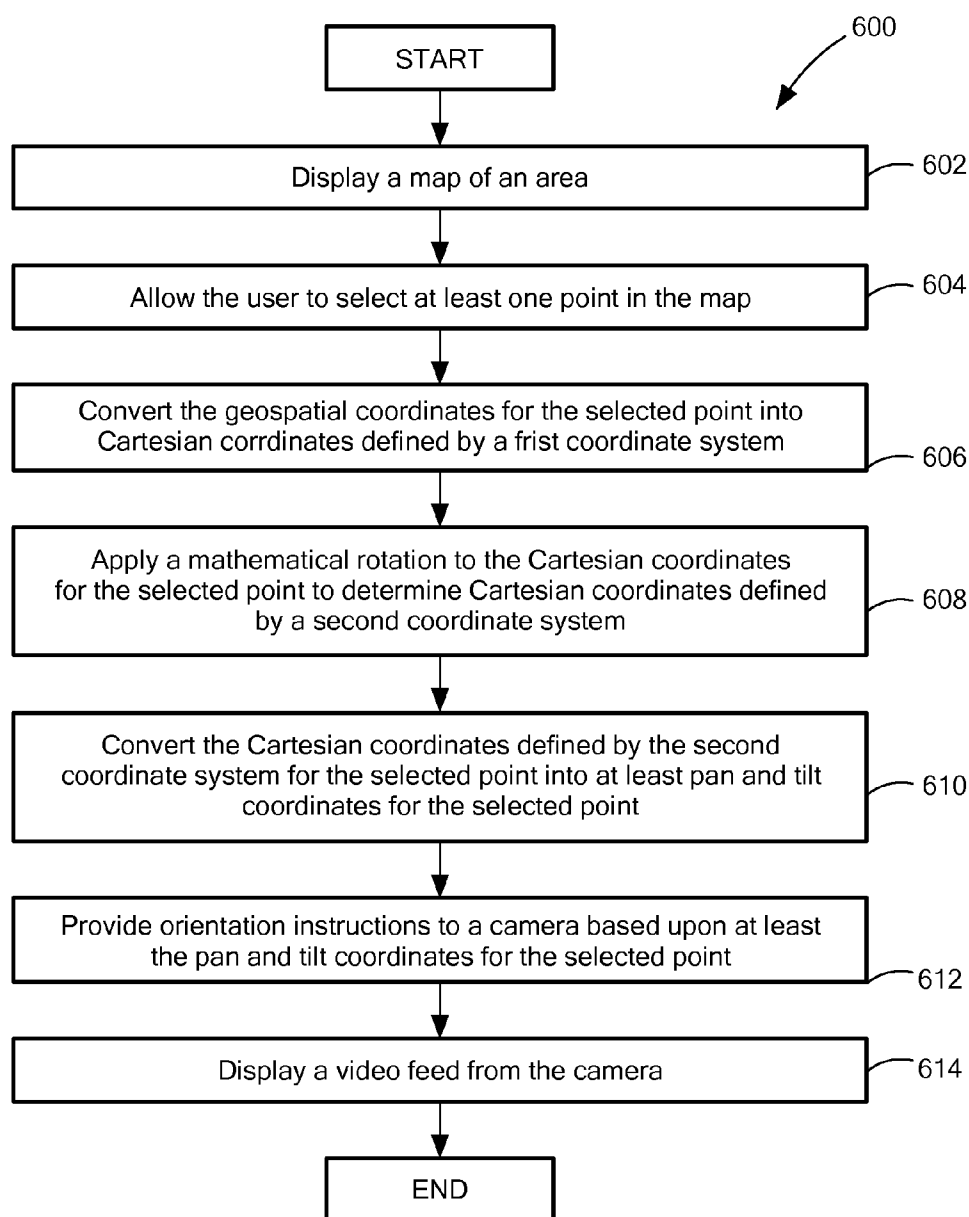 600
START
Display a map of an area
602
Allow the user to select at least one point in the map
604
Convert the geospatial coordinates for the selected point into
Cartesian corrdinates defined by a frist coordinate system
606
Apply a mathematical rotation to the Cartesian coordinates
for the selected point to determine Cartesian coordinates defined
by a second coordinate system
608
Convert the Cartesian coordinates defined by the second
coordinate system for the selected point into at least pan and tilt
coordinates for the selected point
610
Provide orientation instructions to a camera based upon at least
the pan and tilt coordinates for the selected point
612
Display a video feed from the camera
614
END